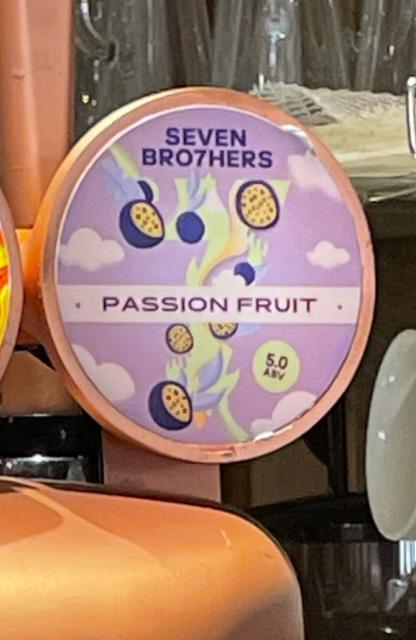 SEVEN
BRO7HERS
PASSION FRUIT
5.0
ABV